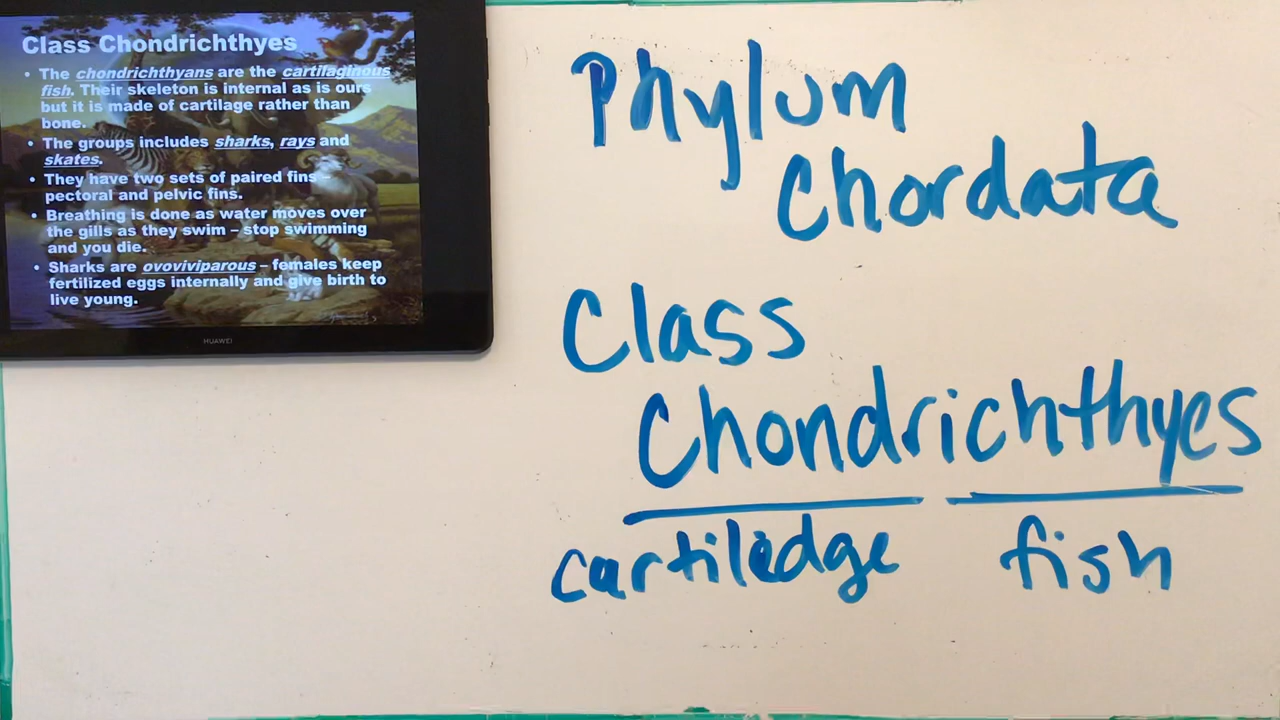 Class Chondrichthyes
• The chondrichthyans are the cartilaginous
fish. Their skeleton is internal as is ours
but it is made of cartilage rather than
bone.
• The groups includes sharks, rays and
skates.
• They have two sets of paired fins –
pectoral and pelvic fins.
• Breathing is done as water moves over
the gills as they swim – stop swimming
and you die.
• Sharks are ovoviviparous – females keep
fertilized eggs internally and give birth to
live young.
HUAWEI
Phylum
Chordata
Class
Chondrichthyes
cartiledge fish